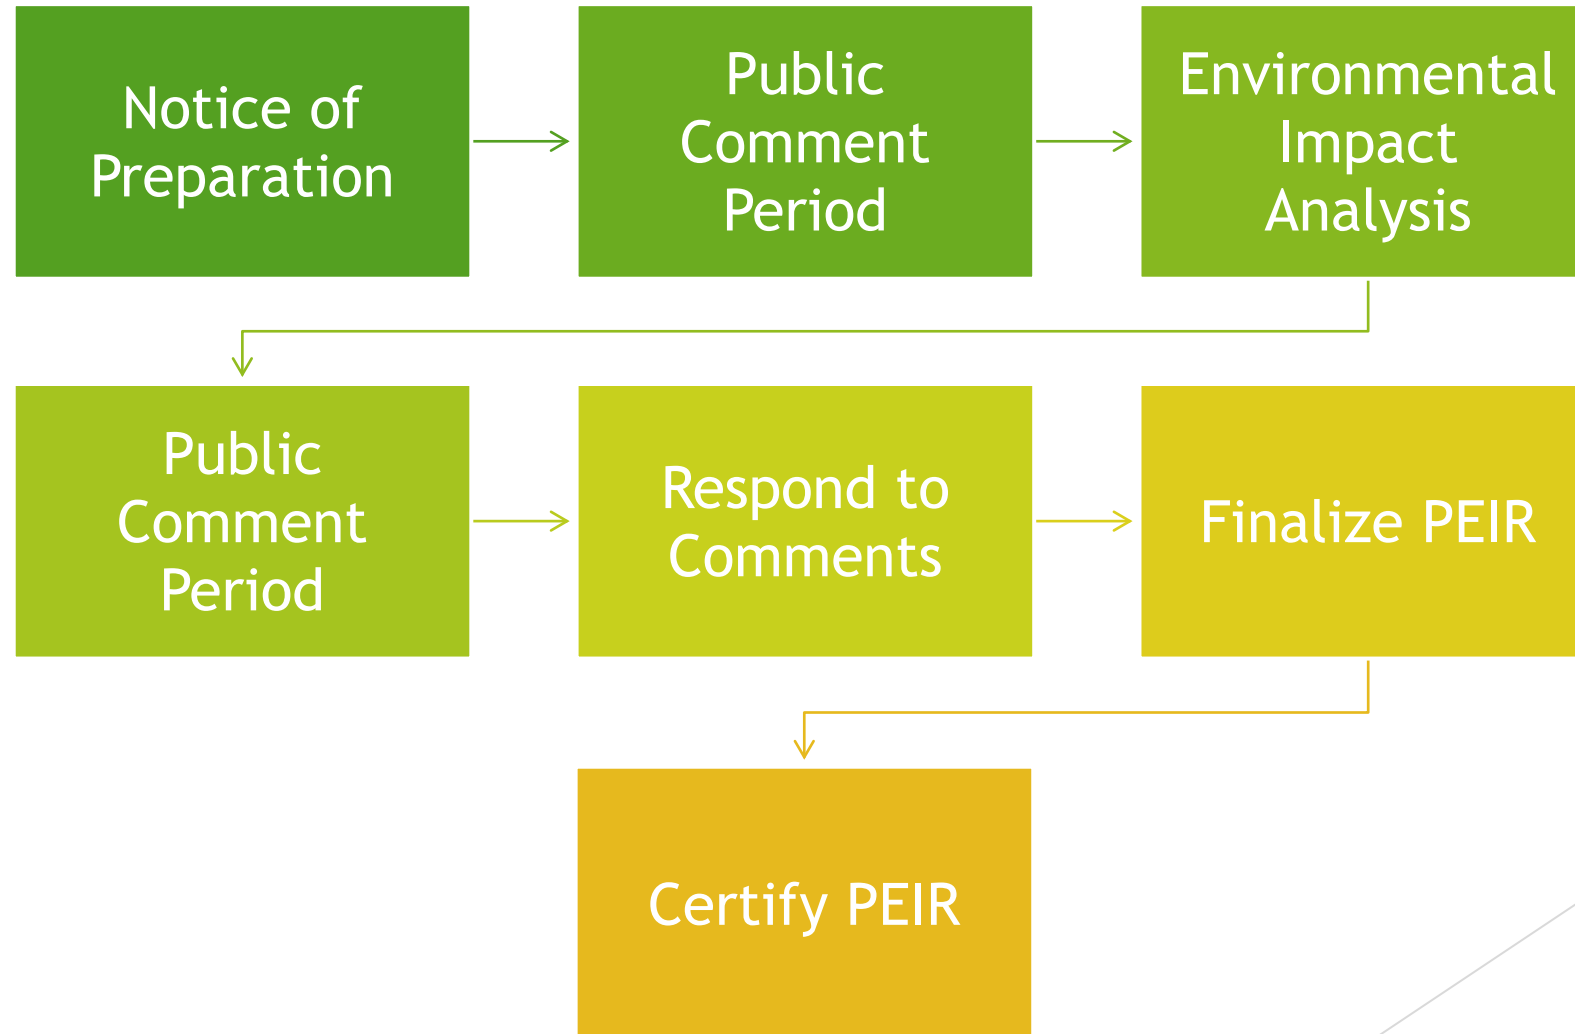 Notice of
Preparation
Public
Comment
Period
Environmental
Impact
Analysis
Public
Comment
Period
Respond to
Comments
Finalize PEIR
Certify PEIR